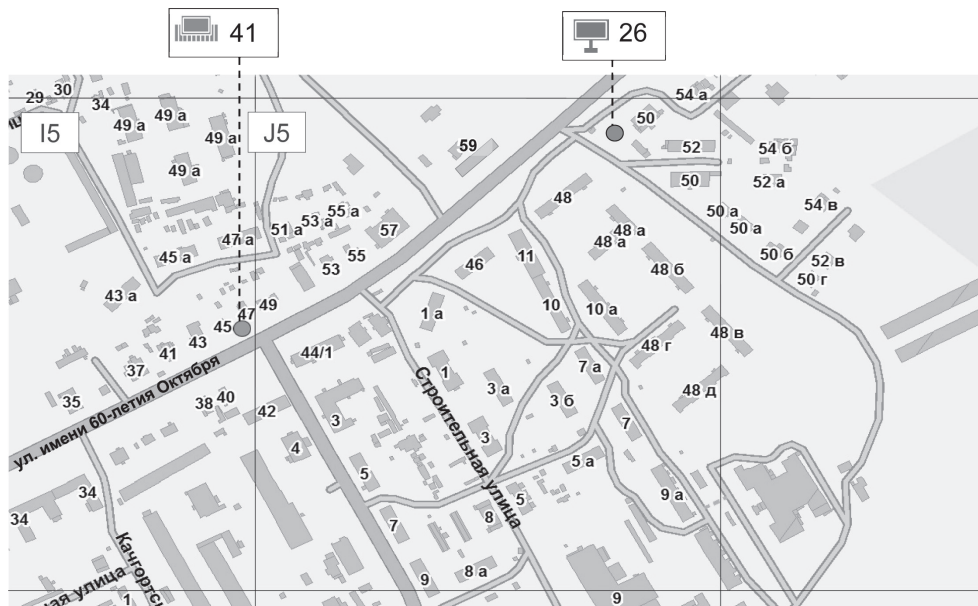 41
26
29
30
34
49 а
49 а
49 а
49 а
I5
J5
59
54 а
50
52
50
54 б
52 а
54 в
50 а
50 а
50 б
52 в
50 г
48
48 а
48 а
48 б
48 в
48 г
48 д
47 а
51 а
53 а
55 а
57
55
53
45 а
43 а
49
47
45
43
41
37
35
46
11
10
10 а
1 а
44/1
1
3 а
7 а
3 б
7
5 а
9 а
38
40
42
4
3
3
5
5
7
8
8 а
9
9
34
34
1
ул. имени 60-летия Октября
Строительная улица
Качгортс
ная улица